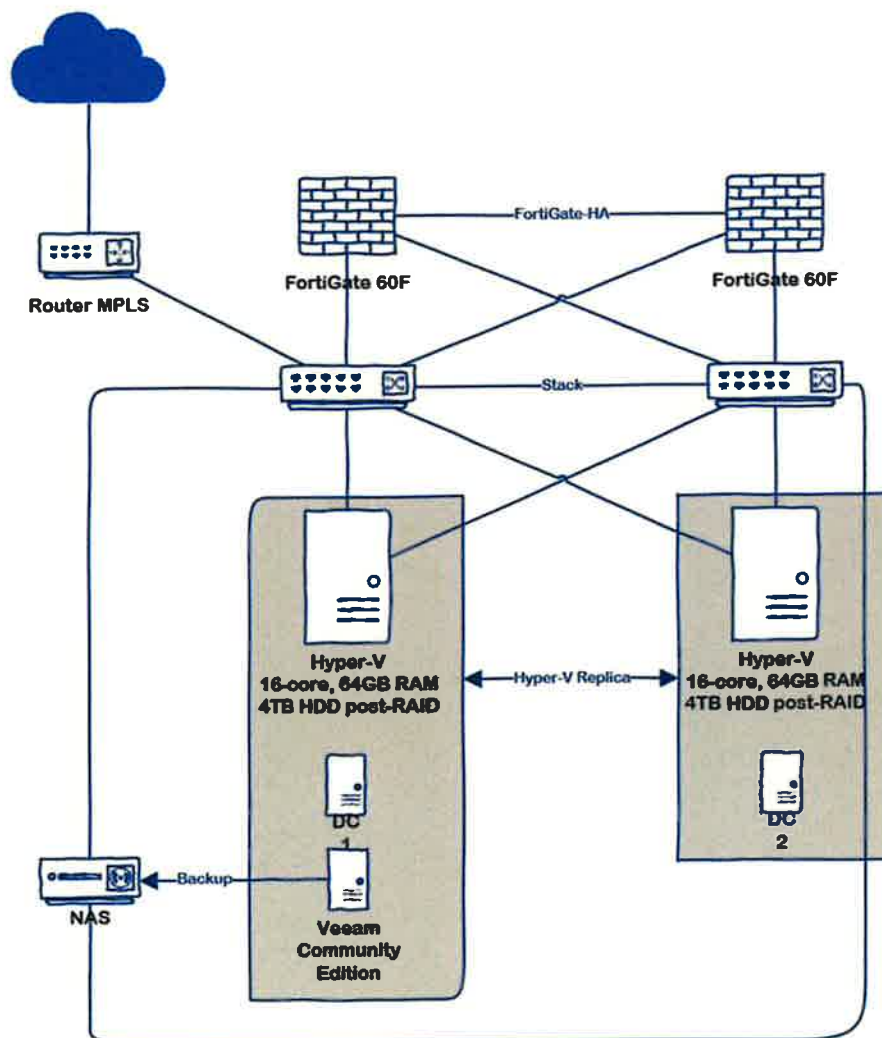 FortiGate-HA
FortiGate 60F
FortiGate 60F
Router MPLS
Stack
Hyper-V
16-core, 64GB RAM
4TB HDD post-RAID
Hyper-V Replica
Hyper-V
16-core, 64GB RAM
4TB HDD post-RAID
DC
1
DC
2
Backup
NAS
Veeam
Community
Edition